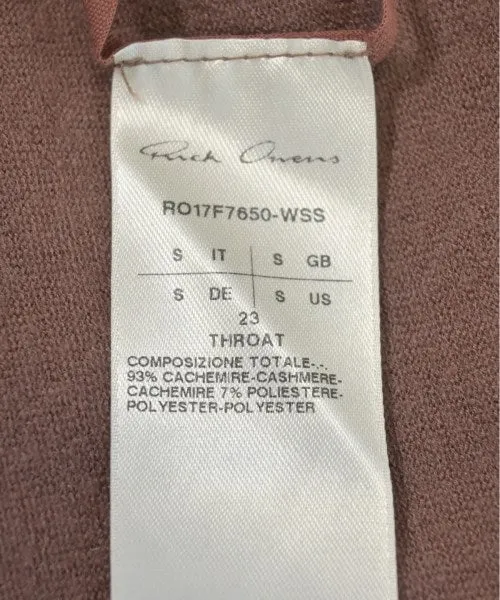 Rick Owens
RO17F7650-WSS
S IT S GB
S DE S US
23
THROAT
COMPOSIZIONE TOTALE-.-.
93% CACHEMIRE-CASHMERE-
CACHEMIRE 7% POLIESTERE-
POLYESTER-POLYESTER